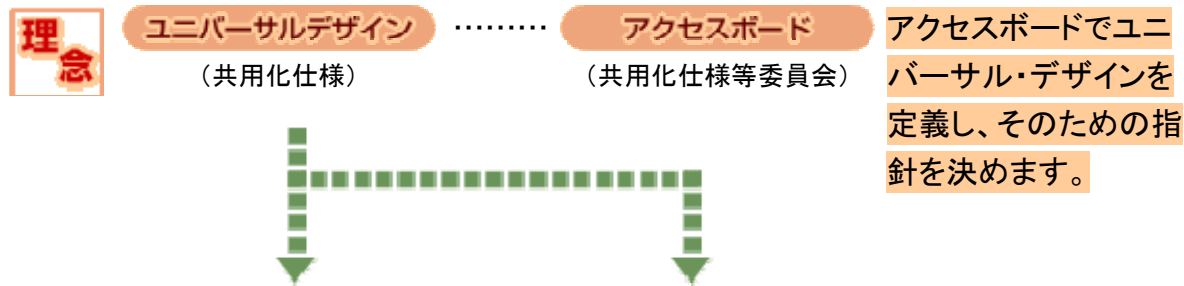 理念
ユニバーサルデザイン ……… アクセスボード
（共用化仕様） （共用化仕様等委員会）
アクセスボードでユニ
バーサル・デザインを
定義し、そのための指
針を決めます。